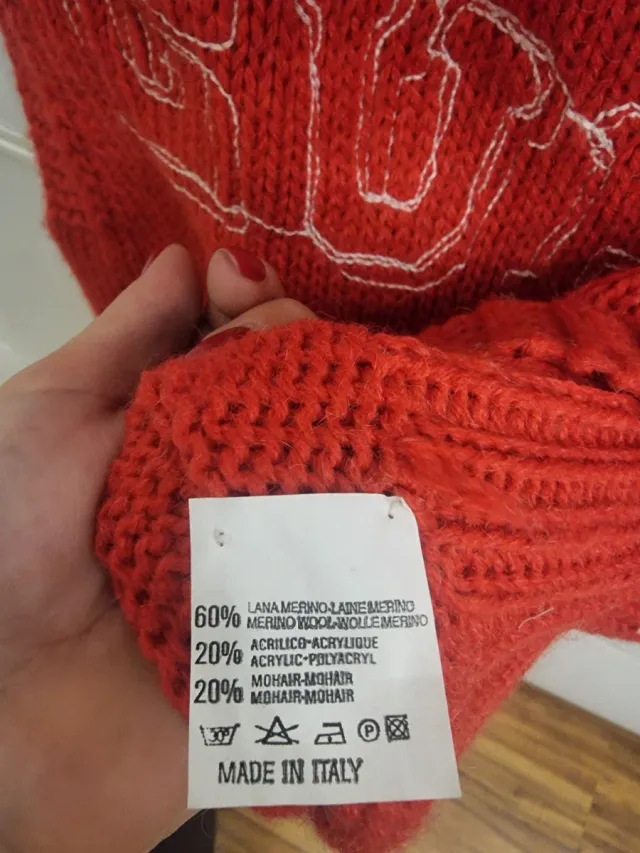 60% LANA MERINO-LAINE MERINO
MERINO WOOL-WOLLE MERINO
20% ACRILICO-ACRYLIQUE
ACRYLIC-POLYACRYL
20% MOHAIR-MOHAIR
MOHAIR-MOHAIR
30° P
MADE IN ITALY